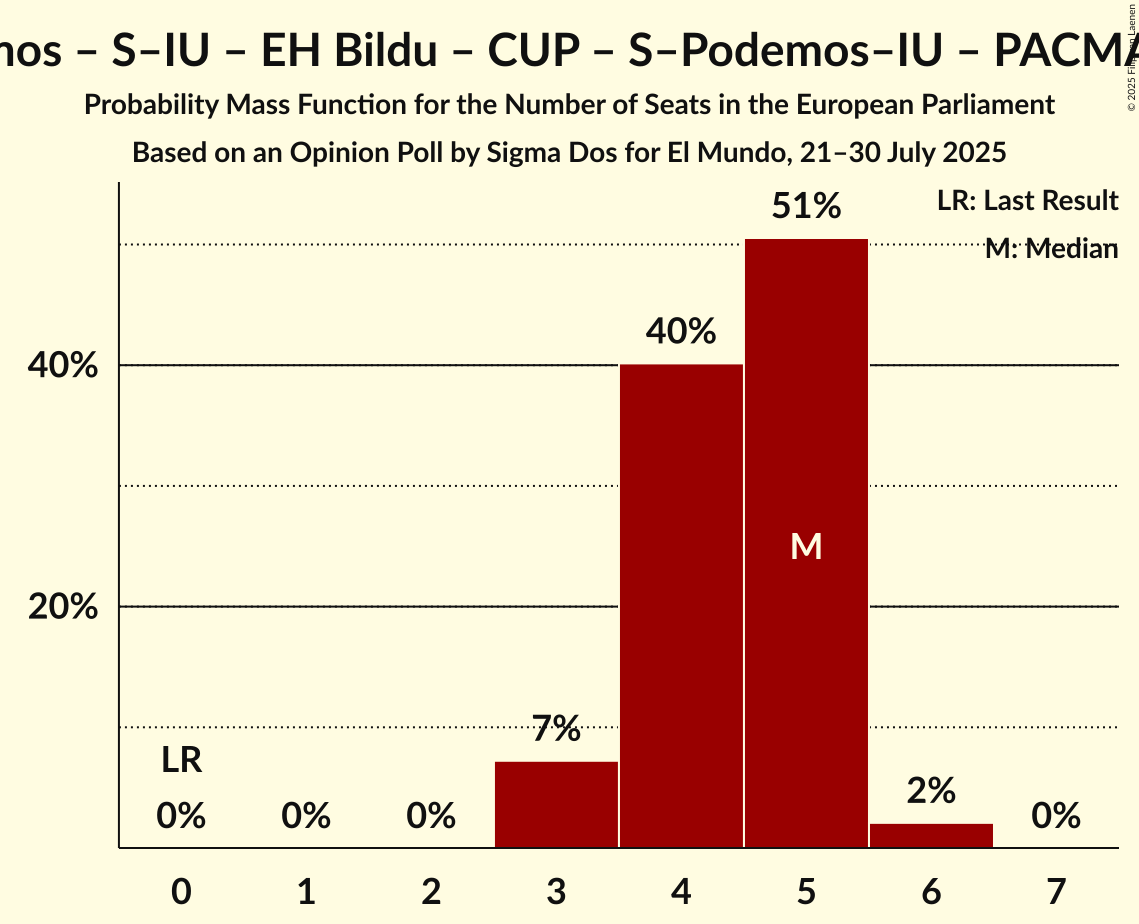 – S–IU – EH Bildu – CUP – S–Podemos–IU –
Probability Mass Function for the Number of Seats in the European Parliament
Based on an Opinion Poll by Sigma Dos for El Mundo, 21–30 July 2025
© 2025 Filip Laenen
LR: Last Result
M: Median
51%
40%
40%
M
20%
7%
LR
2%
0%
0%
0%
0%
0
1
2
3
4
5
6
7